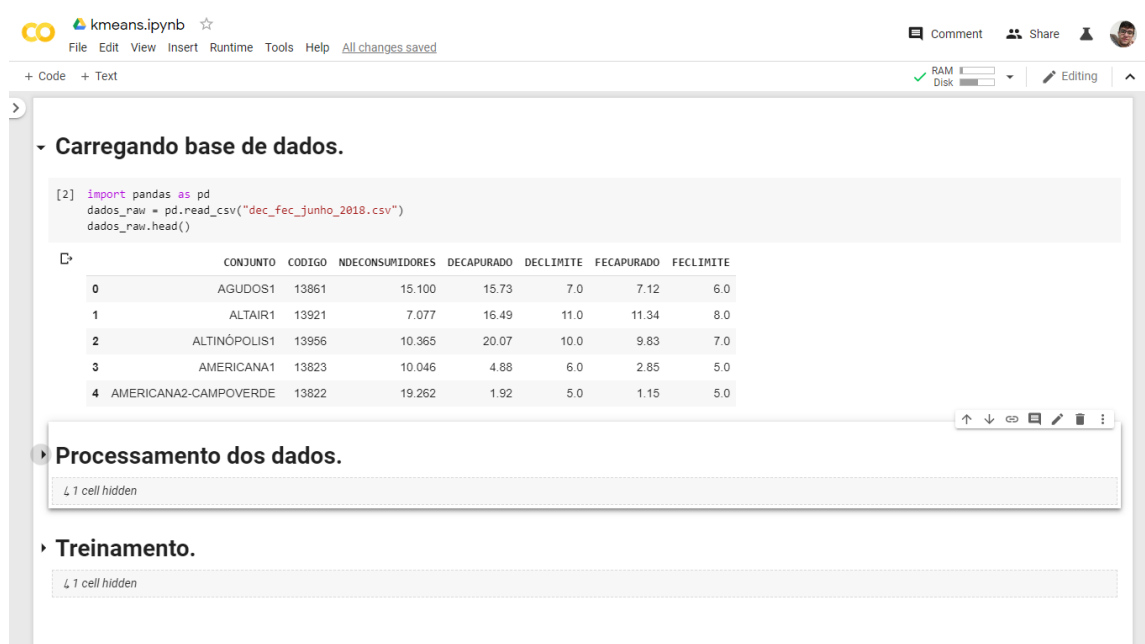 kmeans.ipynb
File Edit View Insert Runtime Tools Help All changes saved
Comment Share
+ Code + Text
RAM
Disk
Editing
Carregando base de dados.
[2] import pandas as pd
dados_raw = pd.read_csv("dec_fec_junho_2018.csv")
dados_raw.head()
CONJUNTO CODIGO NDECONSUMIDORES DECAPURADO DECLIMITE FECAPURADO FECLIMITE
0 AGUDOS1 13861 15.100 15.73 7.0 7.12 6.0
1 ALTAIR1 13921 7.077 16.49 11.0 11.34 8.0
2 ALTINÓPOLIS1 13956 10.365 20.07 10.0 9.83 7.0
3 AMERICANA1 13823 10.046 4.88 6.0 2.85 5.0
4 AMERICANA2-CAMPOVERDE 13822 19.262 1.92 5.0 1.15 5.0
Processamento dos dados.
1 cell hidden
Treinamento.
1 cell hidden